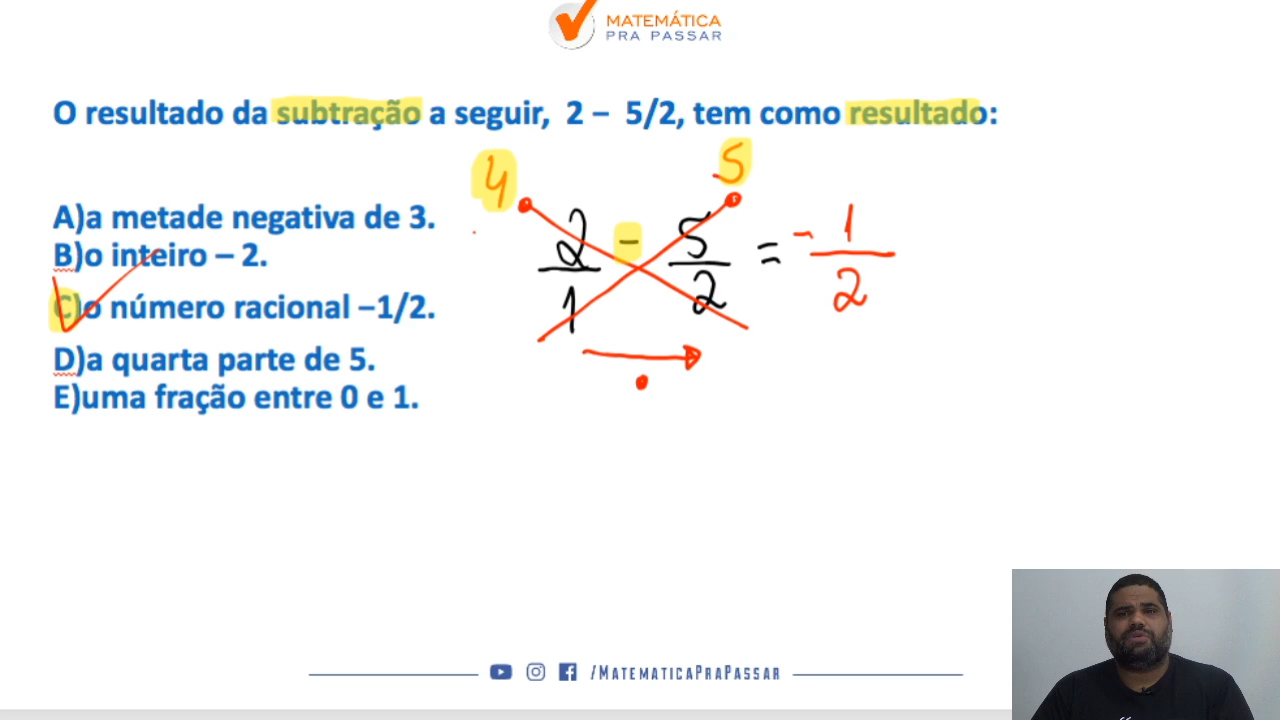 MATEMÁTICA
PRA PASSAR
O resultado da subtração a seguir, 2 – 5/2, tem como resultado:
4 5
A)a metade negativa de 3.
B)o inteiro – 2.
C)o número racional –1/2.
D)a quarta parte de 5.
E)uma fração entre 0 e 1.
2 – 5 = - 1
1 2 2
/MATEMATICAPRAPASSAR